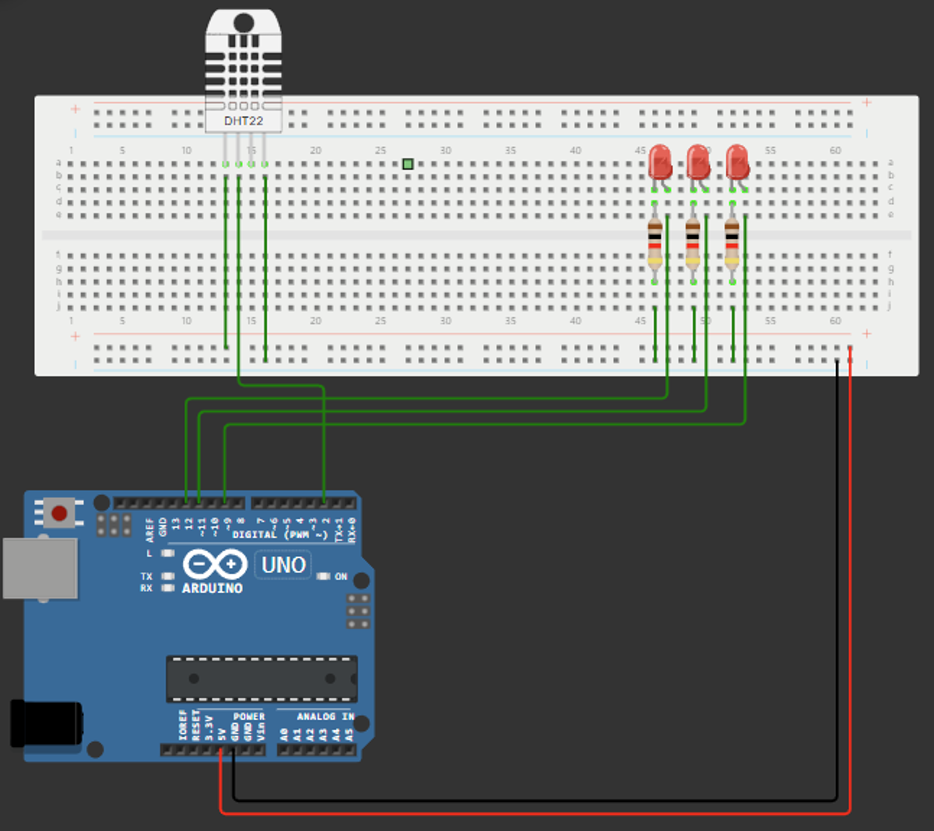 DHT22
+ +
1 5 10 15 20 25 30 35 40 45 50 55 60
a a
b b
c c
d d
e e
f f
g g
h h
i i
j j
1 5 10 15 20 25 30 35 40 45 50 55 60
+ +
AREF
GND
13
12
~11
~10
~9
8
7
~6
~5
4
~3
2
TX→1
RX←0
DIGITAL (PWM ~)
L
TX
RX
ARDUINO
UNO
ON
IOREF
RESET
3.3V
5V
GND
GND
Vin
POWER
ANALOG IN
A0
A1
A2
A3
A4
A5